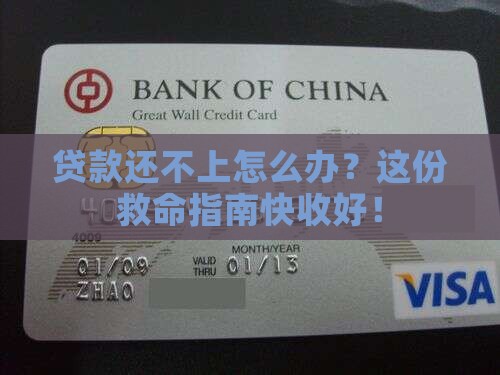 BANK OF CHINA
Great Wall Credit Card
贷款还不上怎么办？这份
救命指南快收好！
4009
MONTH/YEAR
01/09 VALID THRU 01/13
ZHAO
VISA